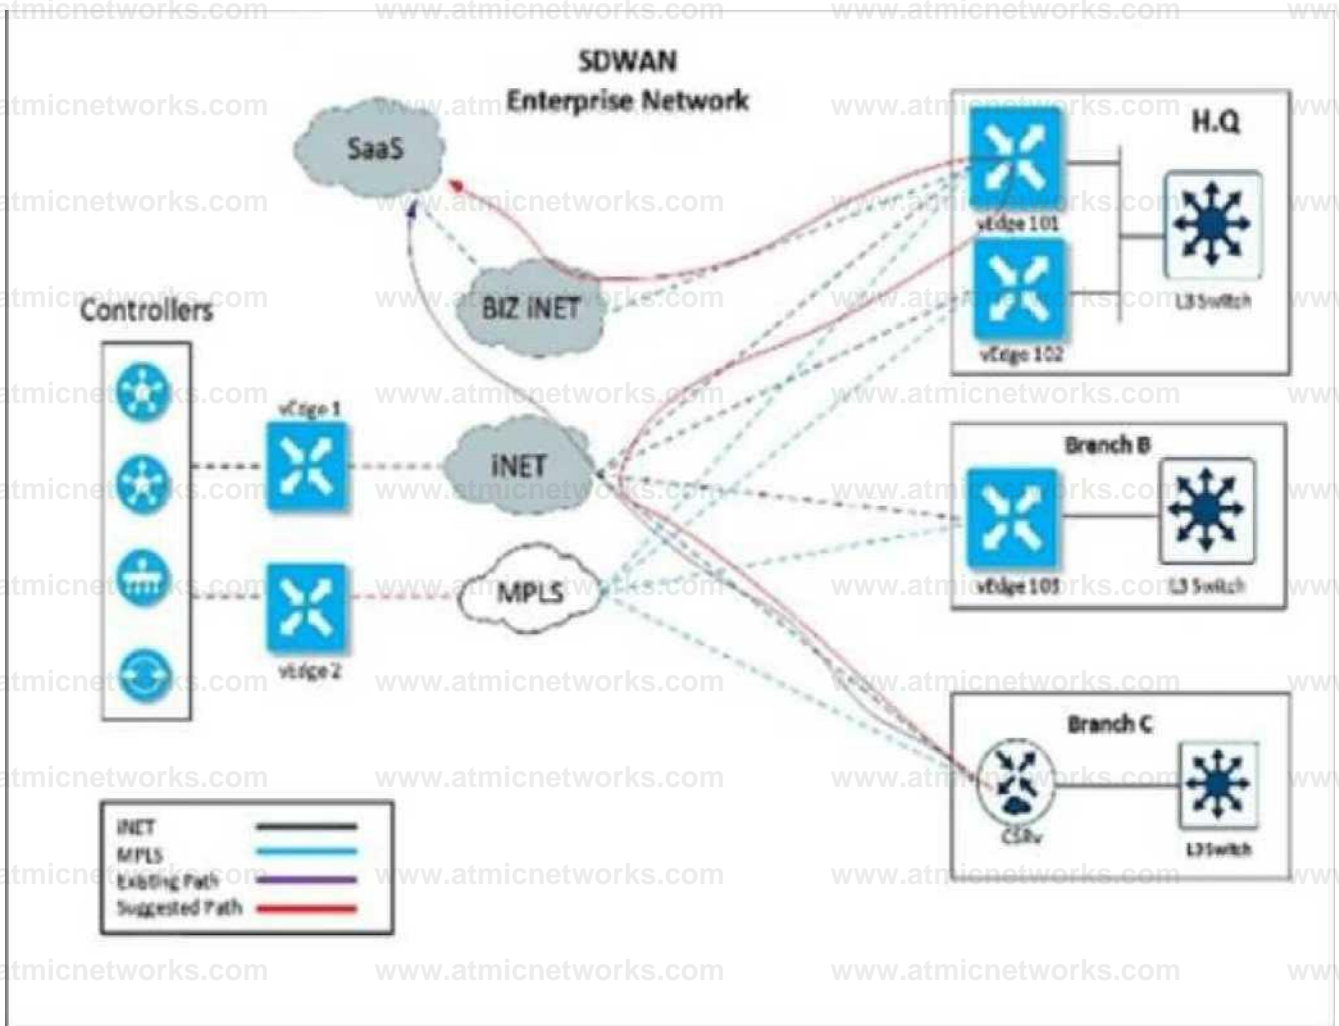 www.atmicnetworks.com
SDWAN
Enterprise Network
SaaS
H.Q
vEdge 101
L3 Switch
BIZ iNET
vEdge 102
Controllers
vEdge 1
iNET
Branch B
vEdge 103
L3 Switch
MPLS
vEdge 2
Branch C
CSRv
L3 Switch
iNET
MPLS
Existing Path
Suggested Path